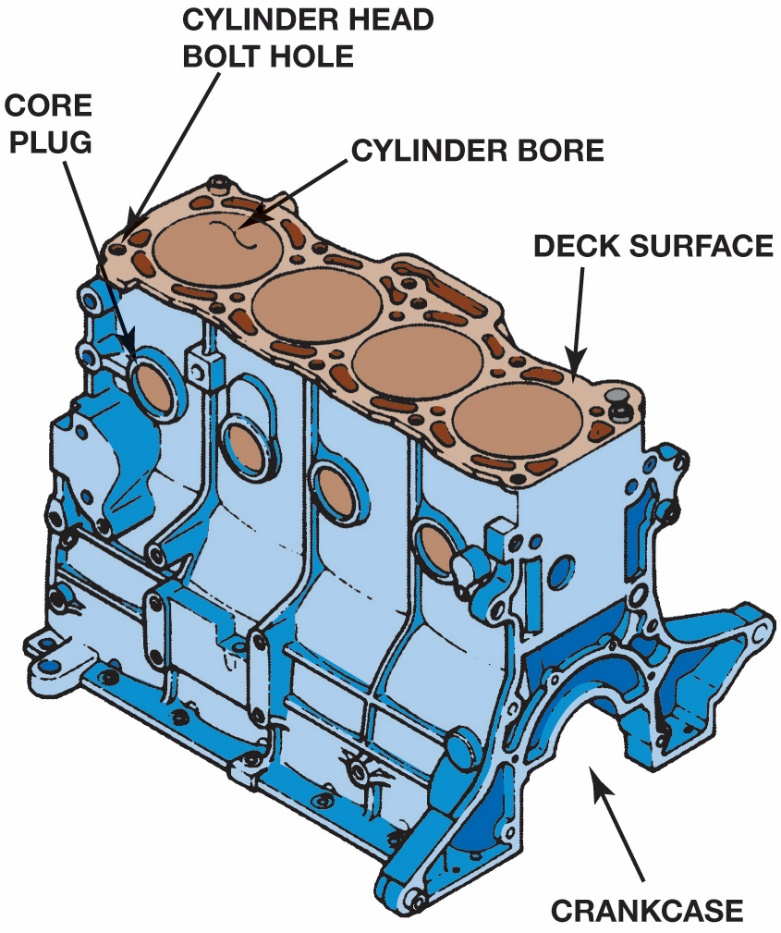 CYLINDER HEAD
BOLT HOLE
CORE
PLUG
CYLINDER BORE
DECK SURFACE
CRANKCASE